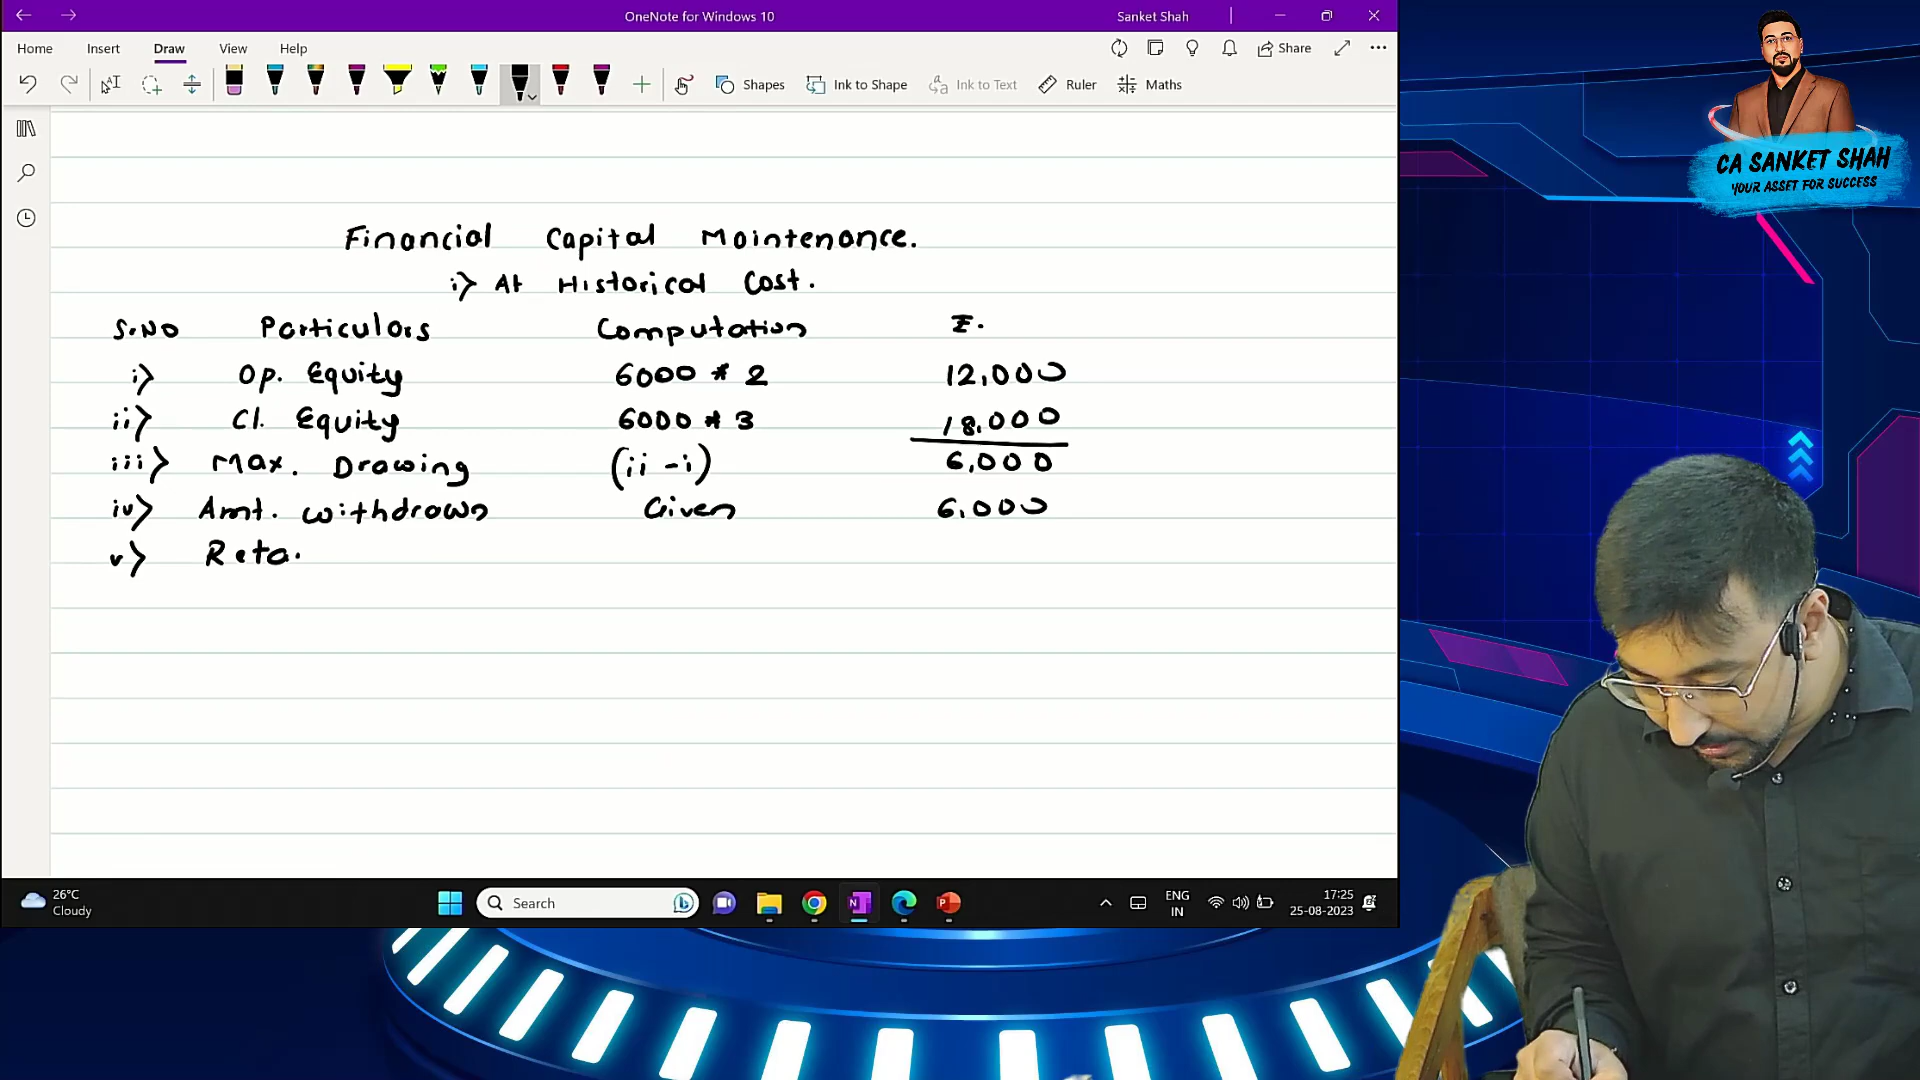 OneNote for Windows 10
Sanket Shah
Home Insert Draw View Help
Share
Shapes Ink to Shape Ink to Text Ruler Maths
CA SANKET SHAH
YOUR ASSET FOR SUCCESS
Financial Capital Maintenance.
i) At Historical Cost.
S.No Particulars Computation ₹.
i) Op. Equity 6000 * 2 12,000
ii) Cl. Equity 6000 * 3 18,000
iii) Max. Drawing (ii - i) 6,000
iv) Amt. withdrawn Given 6,000
v) Reta.
26°C
Cloudy
Search
ENG
IN
17:25
25-08-2023